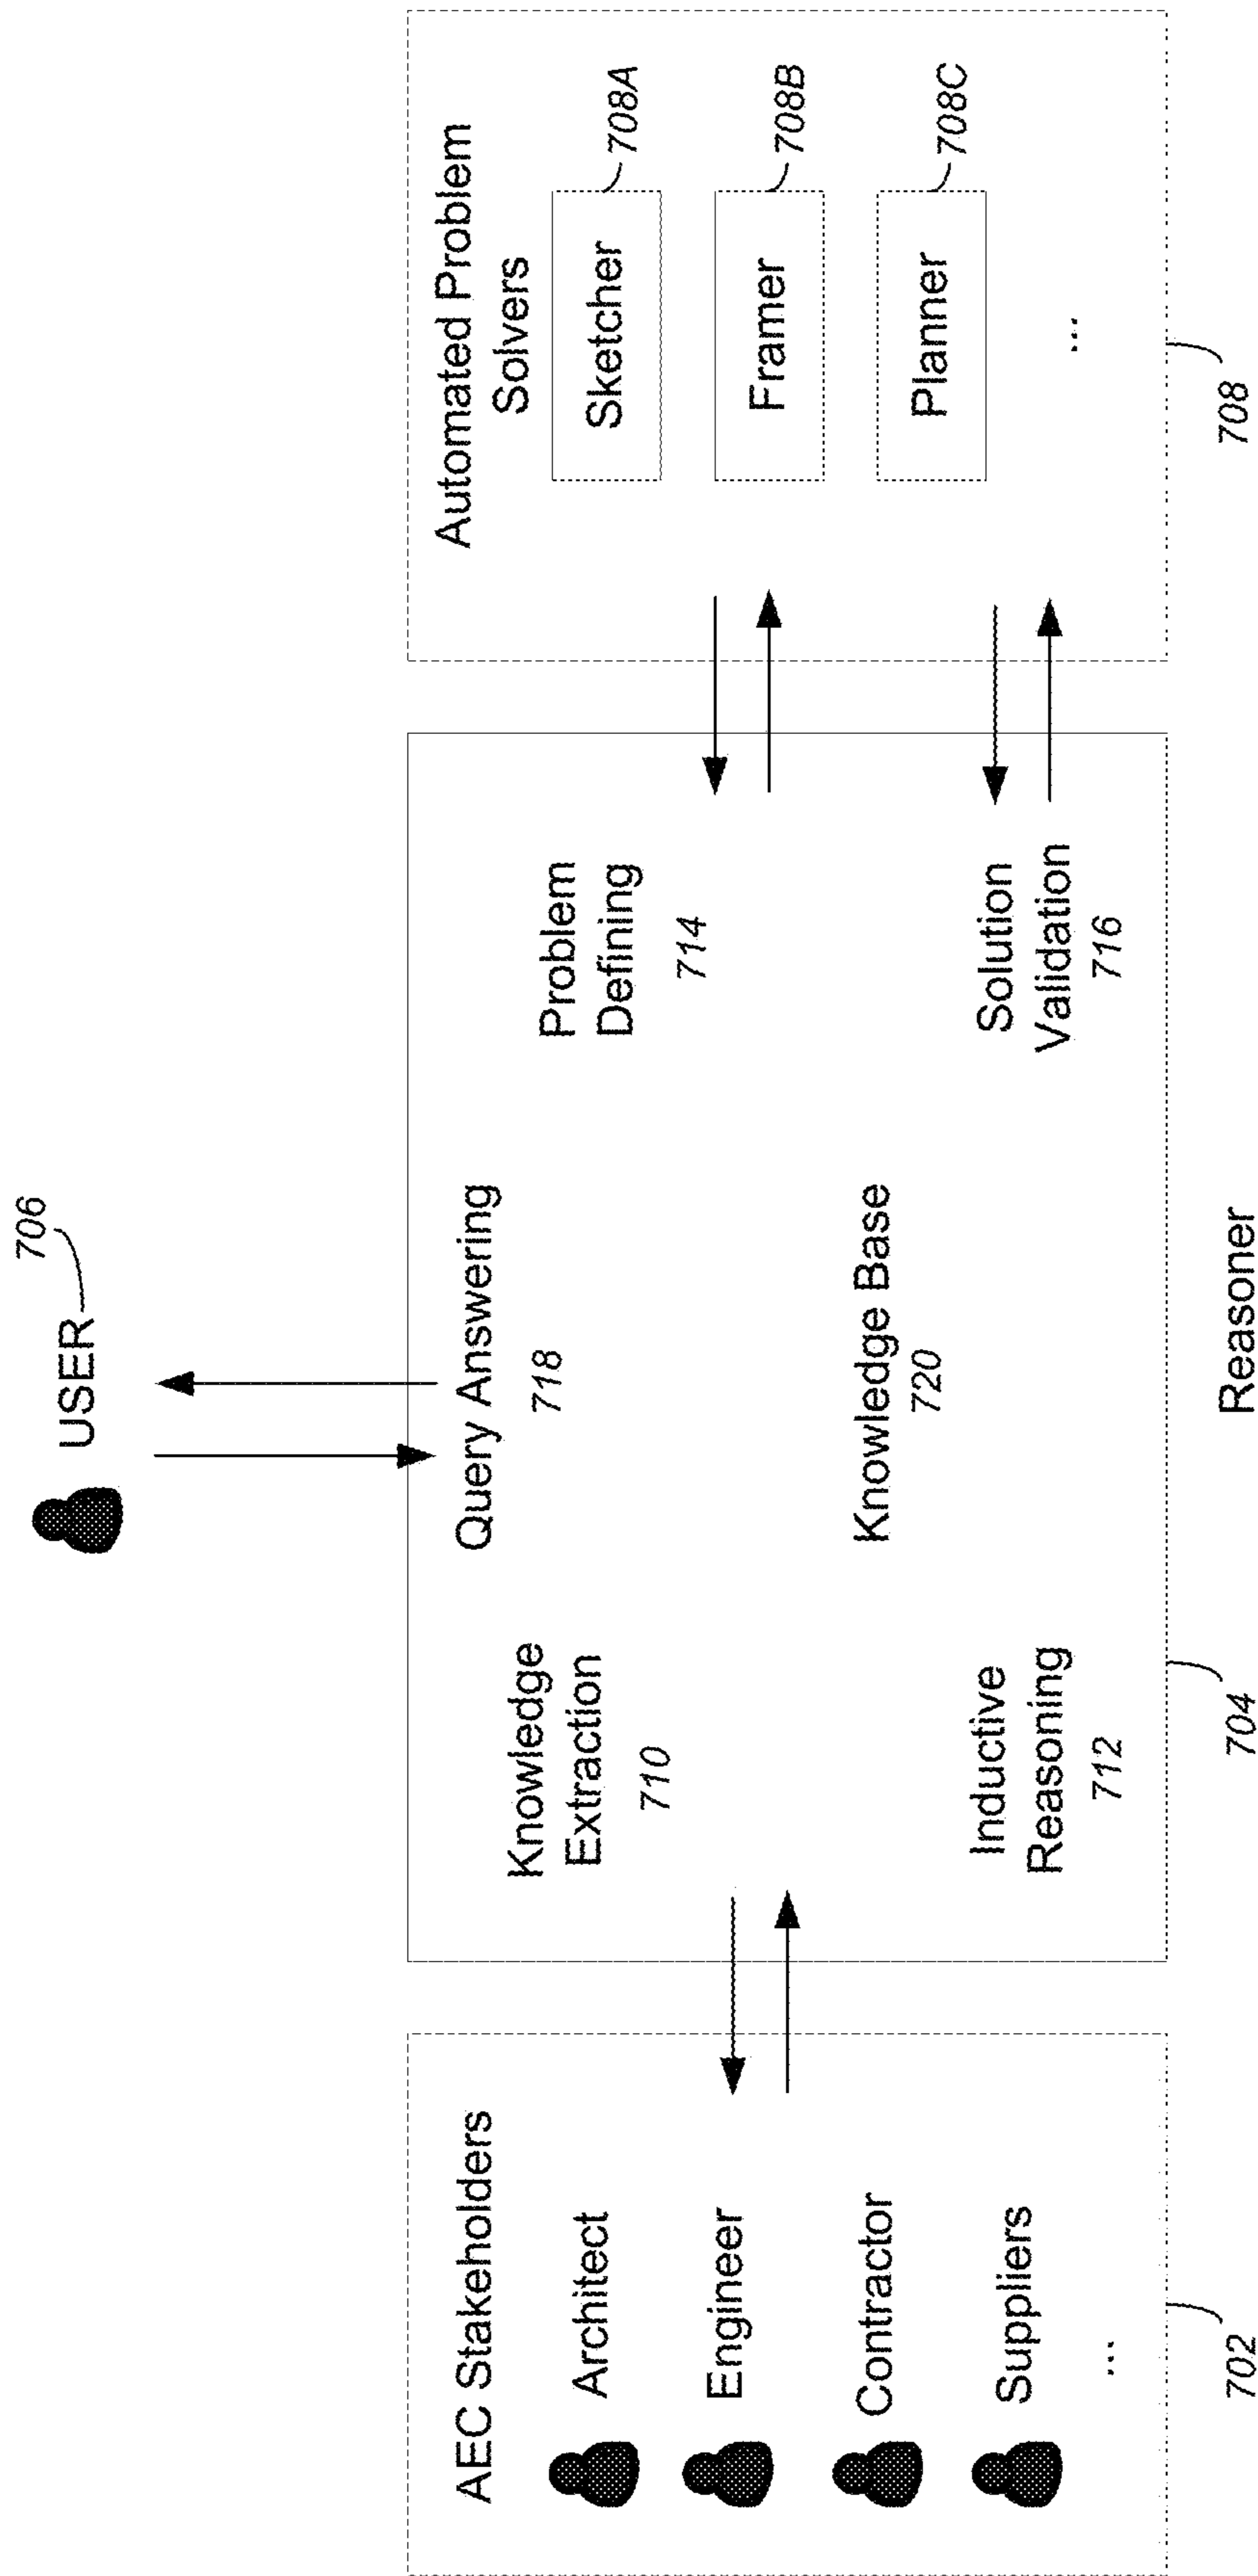 USER
706
AEC Stakeholders
Architect
Engineer
Contractor
Suppliers
...
702
Knowledge
Extraction
710
Query Answering
718
Problem
Defining
714
Inductive
Reasoning
712
Knowledge Base
720
Solution
Validation
716
704
Reasoner
Automated Problem
Solvers
Sketcher
708A
Framer
708B
Planner
708C
...
708